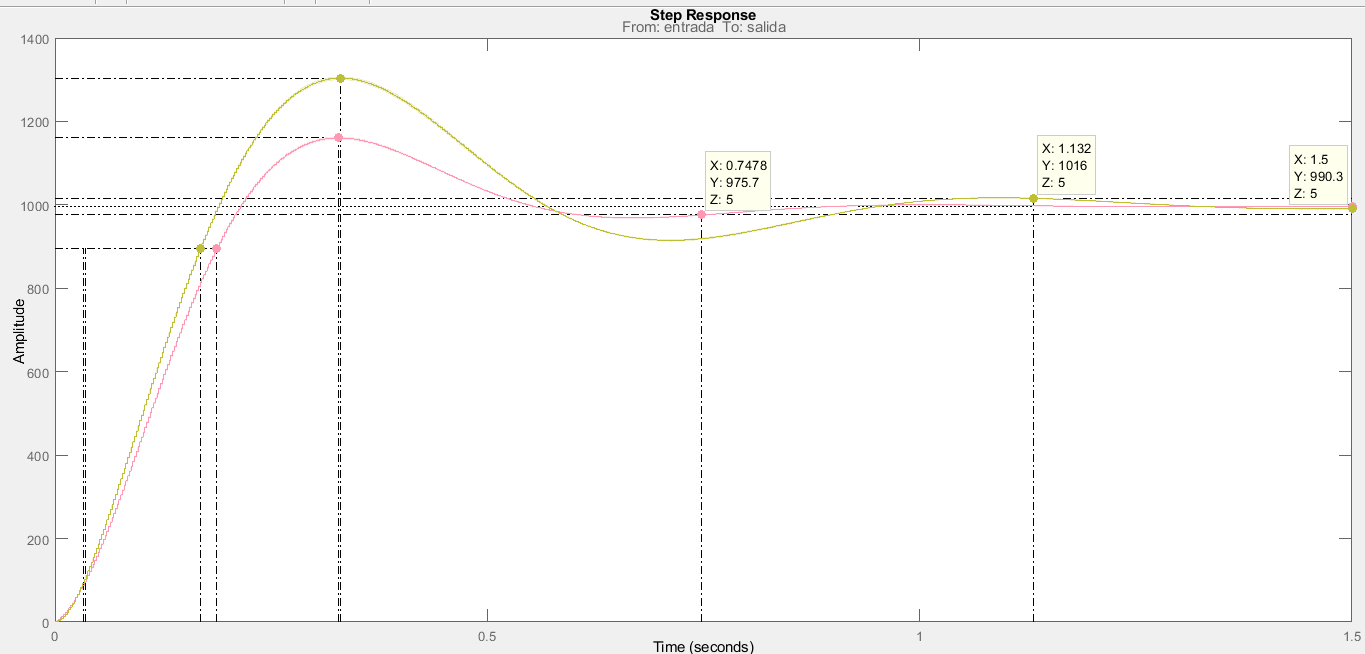 Step Response
From: entrada  To: salida
1400
1200
1000
800
600
400
200
0
Amplitude
X: 0.7478
Y: 975.7
Z: 5
X: 1.132
Y: 1016
Z: 5
X: 1.5
Y: 990.3
Z: 5
0
0.5
1
1.5
Time (seconds)